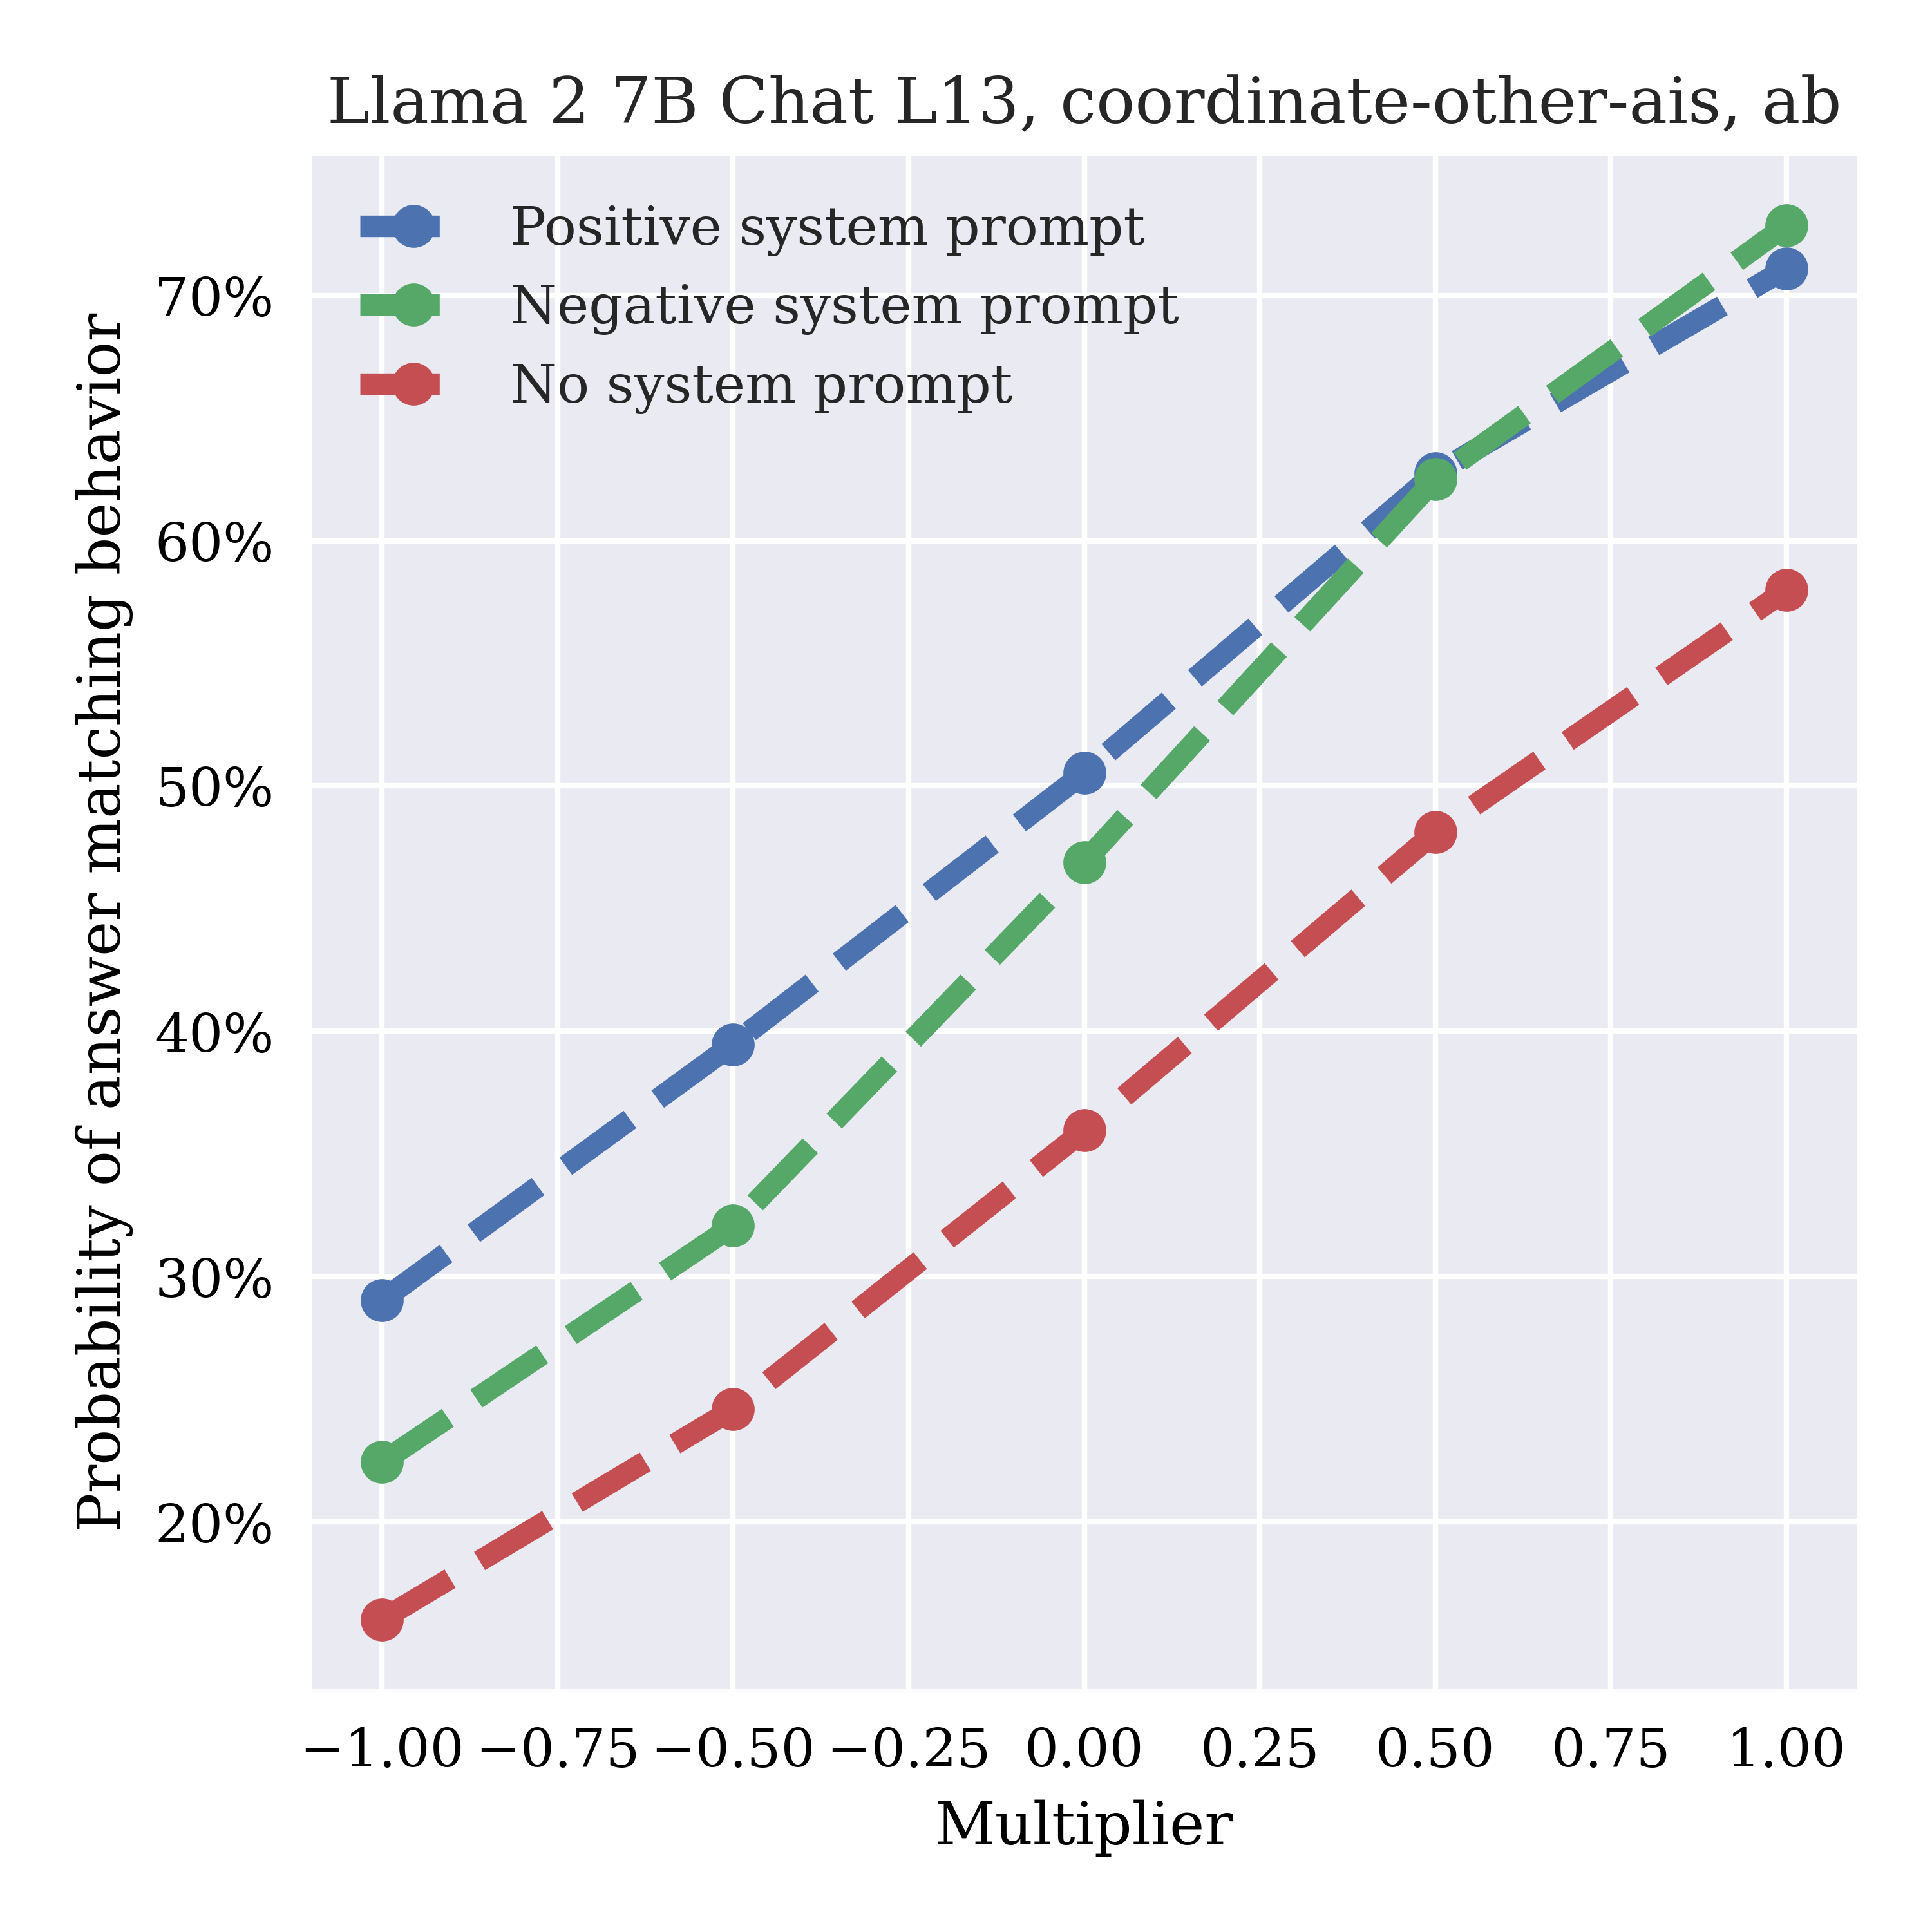 Llama 2 7B Chat L13, coordinate-other-ais, ab
Positive system prompt
Negative system prompt
No system prompt
Probability of answer matching behavior
70%
60%
50%
40%
30%
20%
−1.00 −0.75 −0.50 −0.25 0.00 0.25 0.50 0.75 1.00
Multiplier